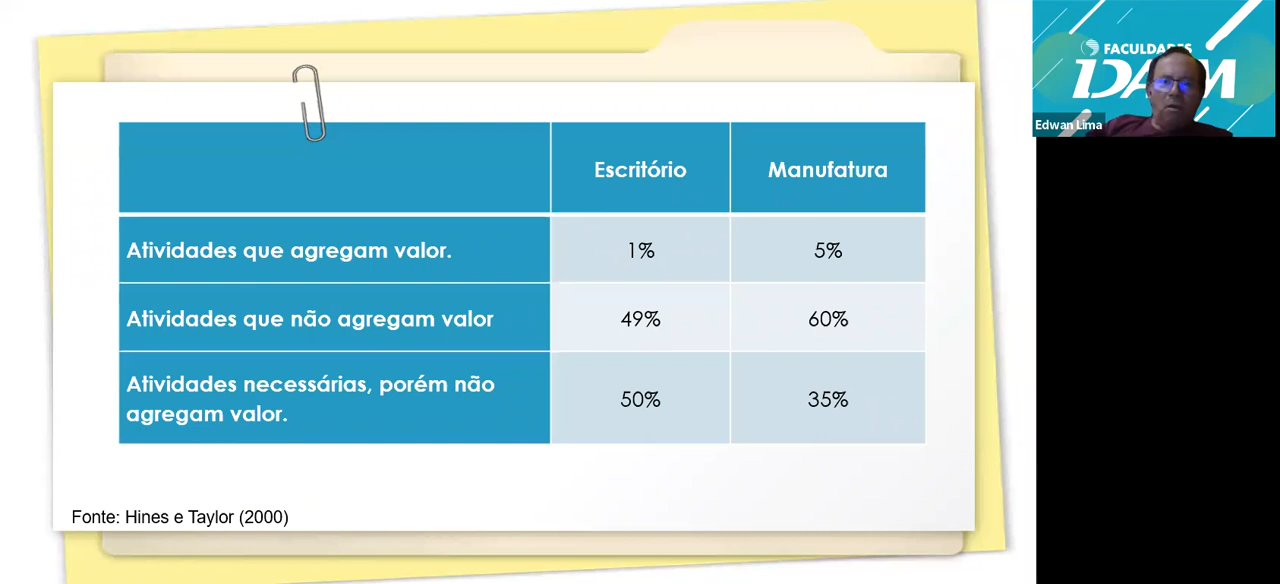 Escritório
Manufatura
Atividades que agregam valor.
1%
5%
Atividades que não agregam valor
49%
60%
Atividades necessárias, porém não
agregam valor.
50%
35%
Fonte: Hines e Taylor (2000)
FACULDADES
Edwan Lima